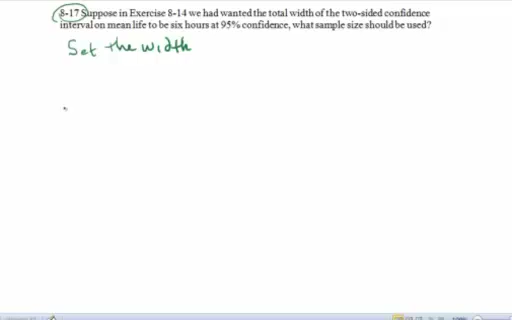 8-17 Suppose in Exercise 8-14 we had wanted the total width of the two-sided confidence
interval on mean life to be six hours at 95% confidence, what sample size should be used?
Set the width